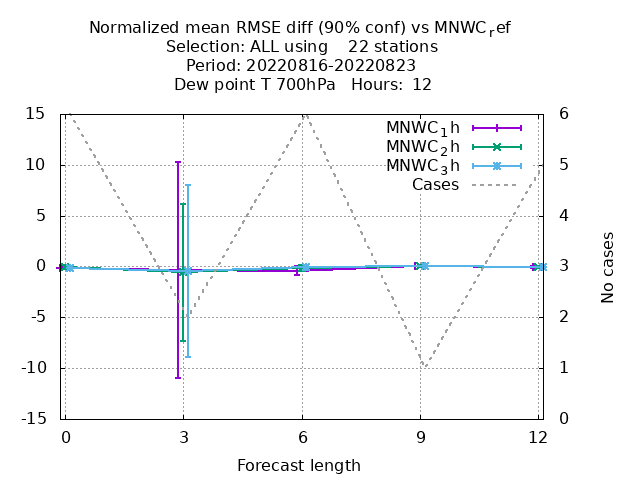 Normalized mean RMSE diff (90% conf) vs MNWC_ref
Selection: ALL using    22 stations
Period: 20220816-20220823
Dew point T 700hPa   Hours:  12
15
10
5
0
-5
-10
-15
6
5
4
3
2
1
0
No cases
MNWC_1h
MNWC_2h
MNWC_3h
Cases
0
3
6
9
12
Forecast length